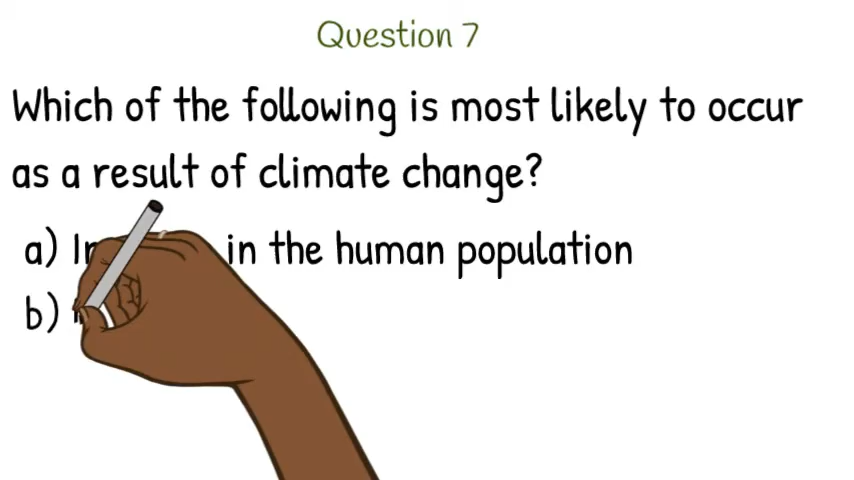 Question 7
Which of the following is most likely to occur
as a result of climate change?
a) in the human population
b)